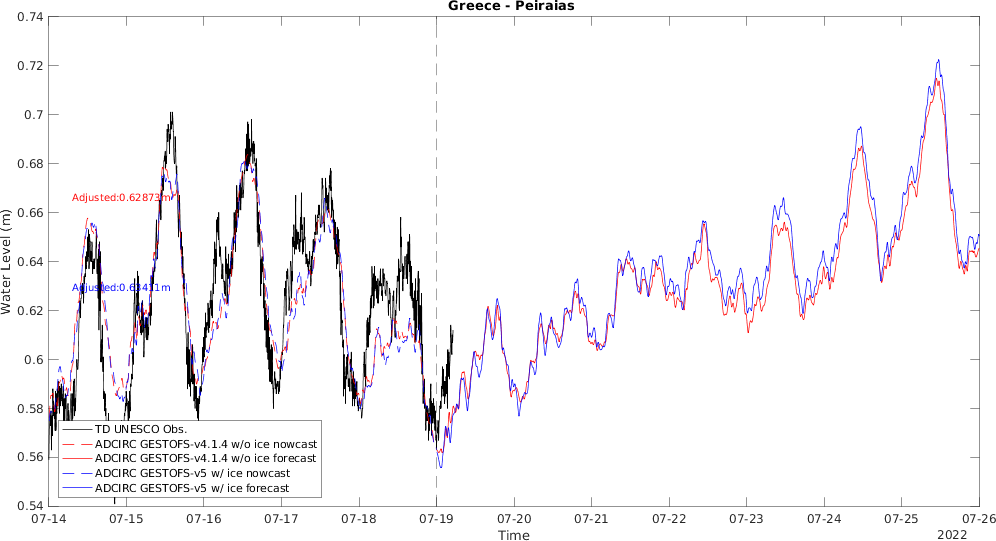 Greece - Peiraias
0.74
0.72
0.7
0.68
0.66
0.64
0.62
0.6
0.58
0.56
0.54
Water Level (m)
Adjusted:0.62873m
Adjusted:0.63411m
TD UNESCO Obs.
ADCIRC GESTOFS-v4.1.4 w/o ice nowcast
ADCIRC GESTOFS-v4.1.4 w/o ice forecast
ADCIRC GESTOFS-v5 w/ ice nowcast
ADCIRC GESTOFS-v5 w/ ice forecast
07-14 07-15 07-16 07-17 07-18 07-19 07-20 07-21 07-22 07-23 07-24 07-25 07-26
Time
2022